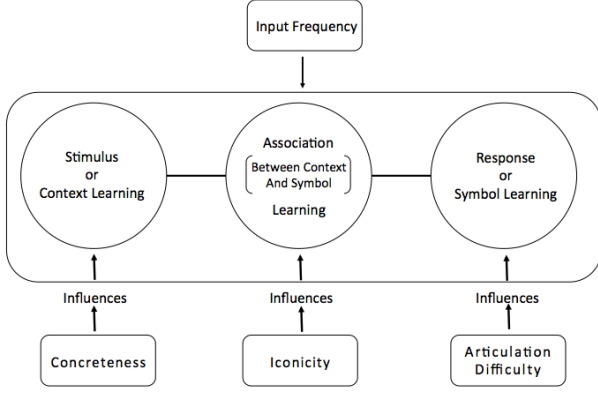 Input Frequency
Stimulus
or
Context Learning
Association
Between Context
And Symbol
Learning
Response
or
Symbol Learning
Influences
Influences
Influences
Concreteness
Iconicity
Articulation
Difficulty